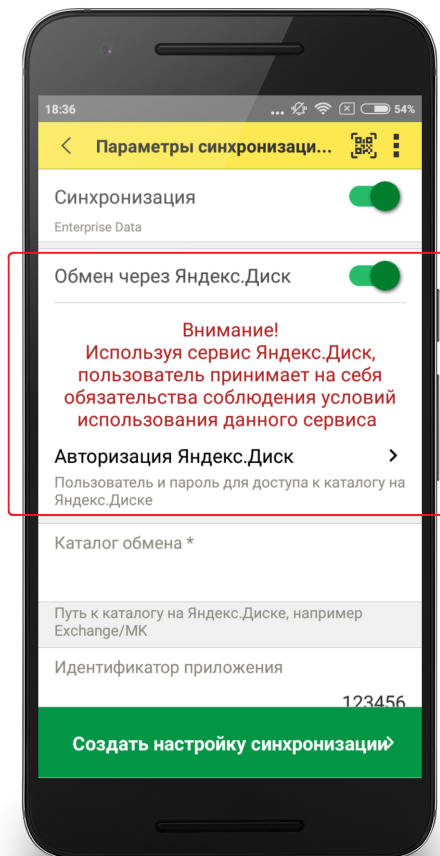 18:36 ... 54%
Параметры синхронизаци...
Синхронизация
Enterprise Data
Обмен через Яндекс.Диск
Внимание!
Используя сервис Яндекс.Диск,
пользователь принимает на себя
обязательства соблюдения условий
использования данного сервиса
Авторизация Яндекс.Диск
Пользователь и пароль для доступа к каталогу на
Яндекс.Диске
Каталог обмена *
Путь к каталогу на Яндекс.Диске, например
Exchange/MK
Идентификатор приложения
123456
Создать настройку синхронизации